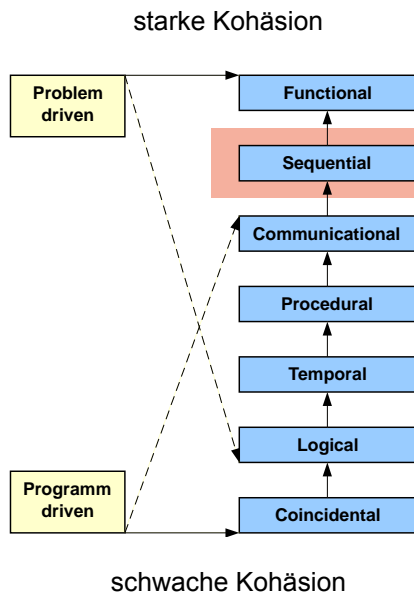 starke Kohäsion
Problem
driven
Functional
Sequential
Communicational
Procedural
Temporal
Logical
Programm
driven
Coincidental
schwache Kohäsion